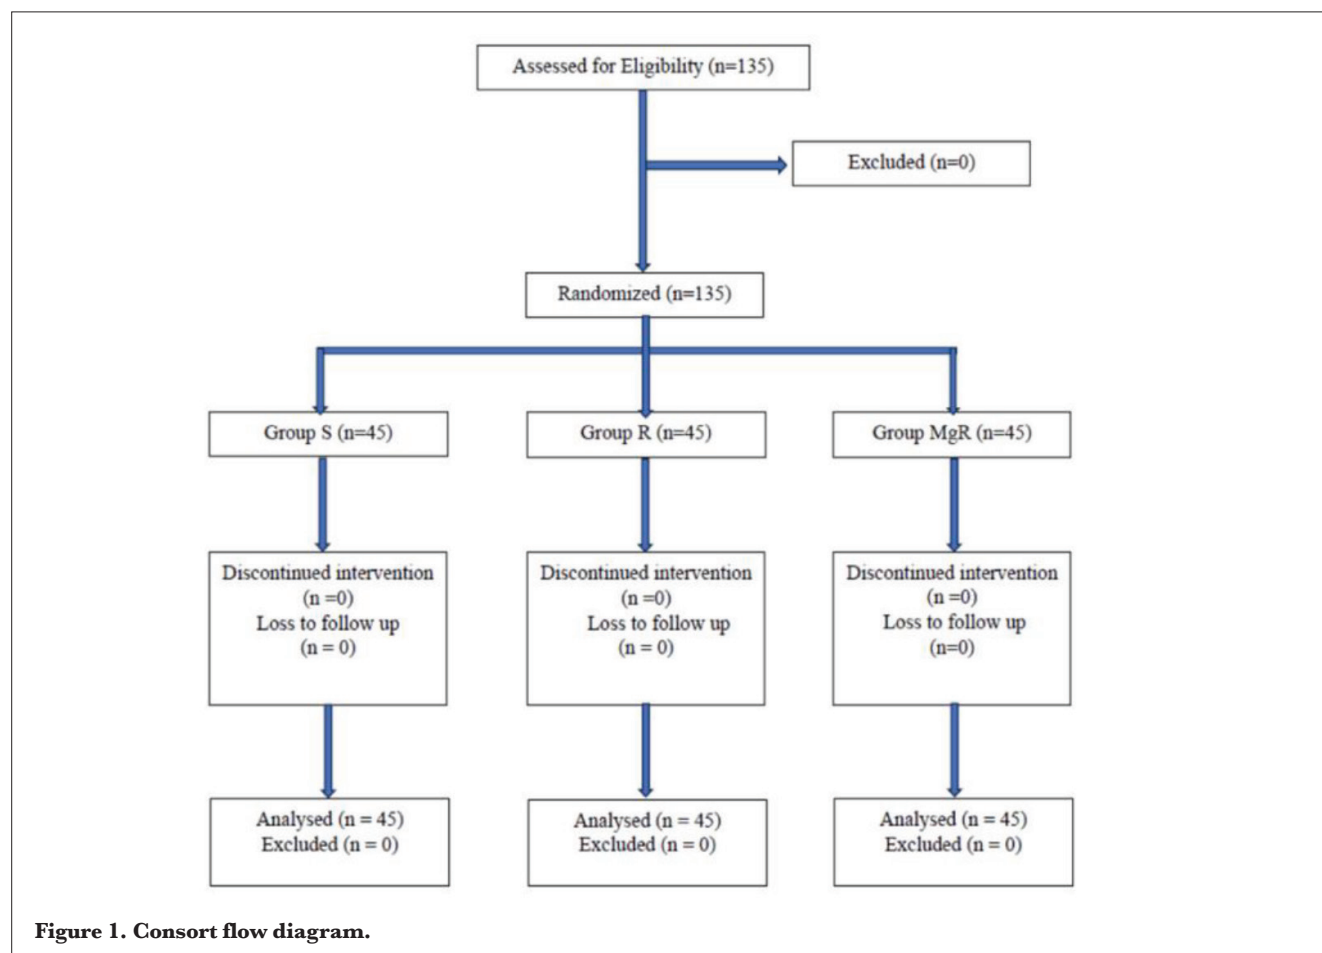 Assessed for Eligibility (n=135)
Excluded (n=0)
Randomized (n=135)
Group S (n=45)
Group R (n=45)
Group MgR (n=45)
Discontinued intervention
(n =0)
Loss to follow up
(n = 0)
Discontinued intervention
(n =0)
Loss to follow up
(n = 0)
Discontinued intervention
(n =0)
Loss to follow up
(n=0)
Analysed (n = 45)
Excluded (n = 0)
Analysed (n = 45)
Excluded (n = 0)
Analysed (n = 45)
Excluded (n = 0)
Figure 1. Consort flow diagram.